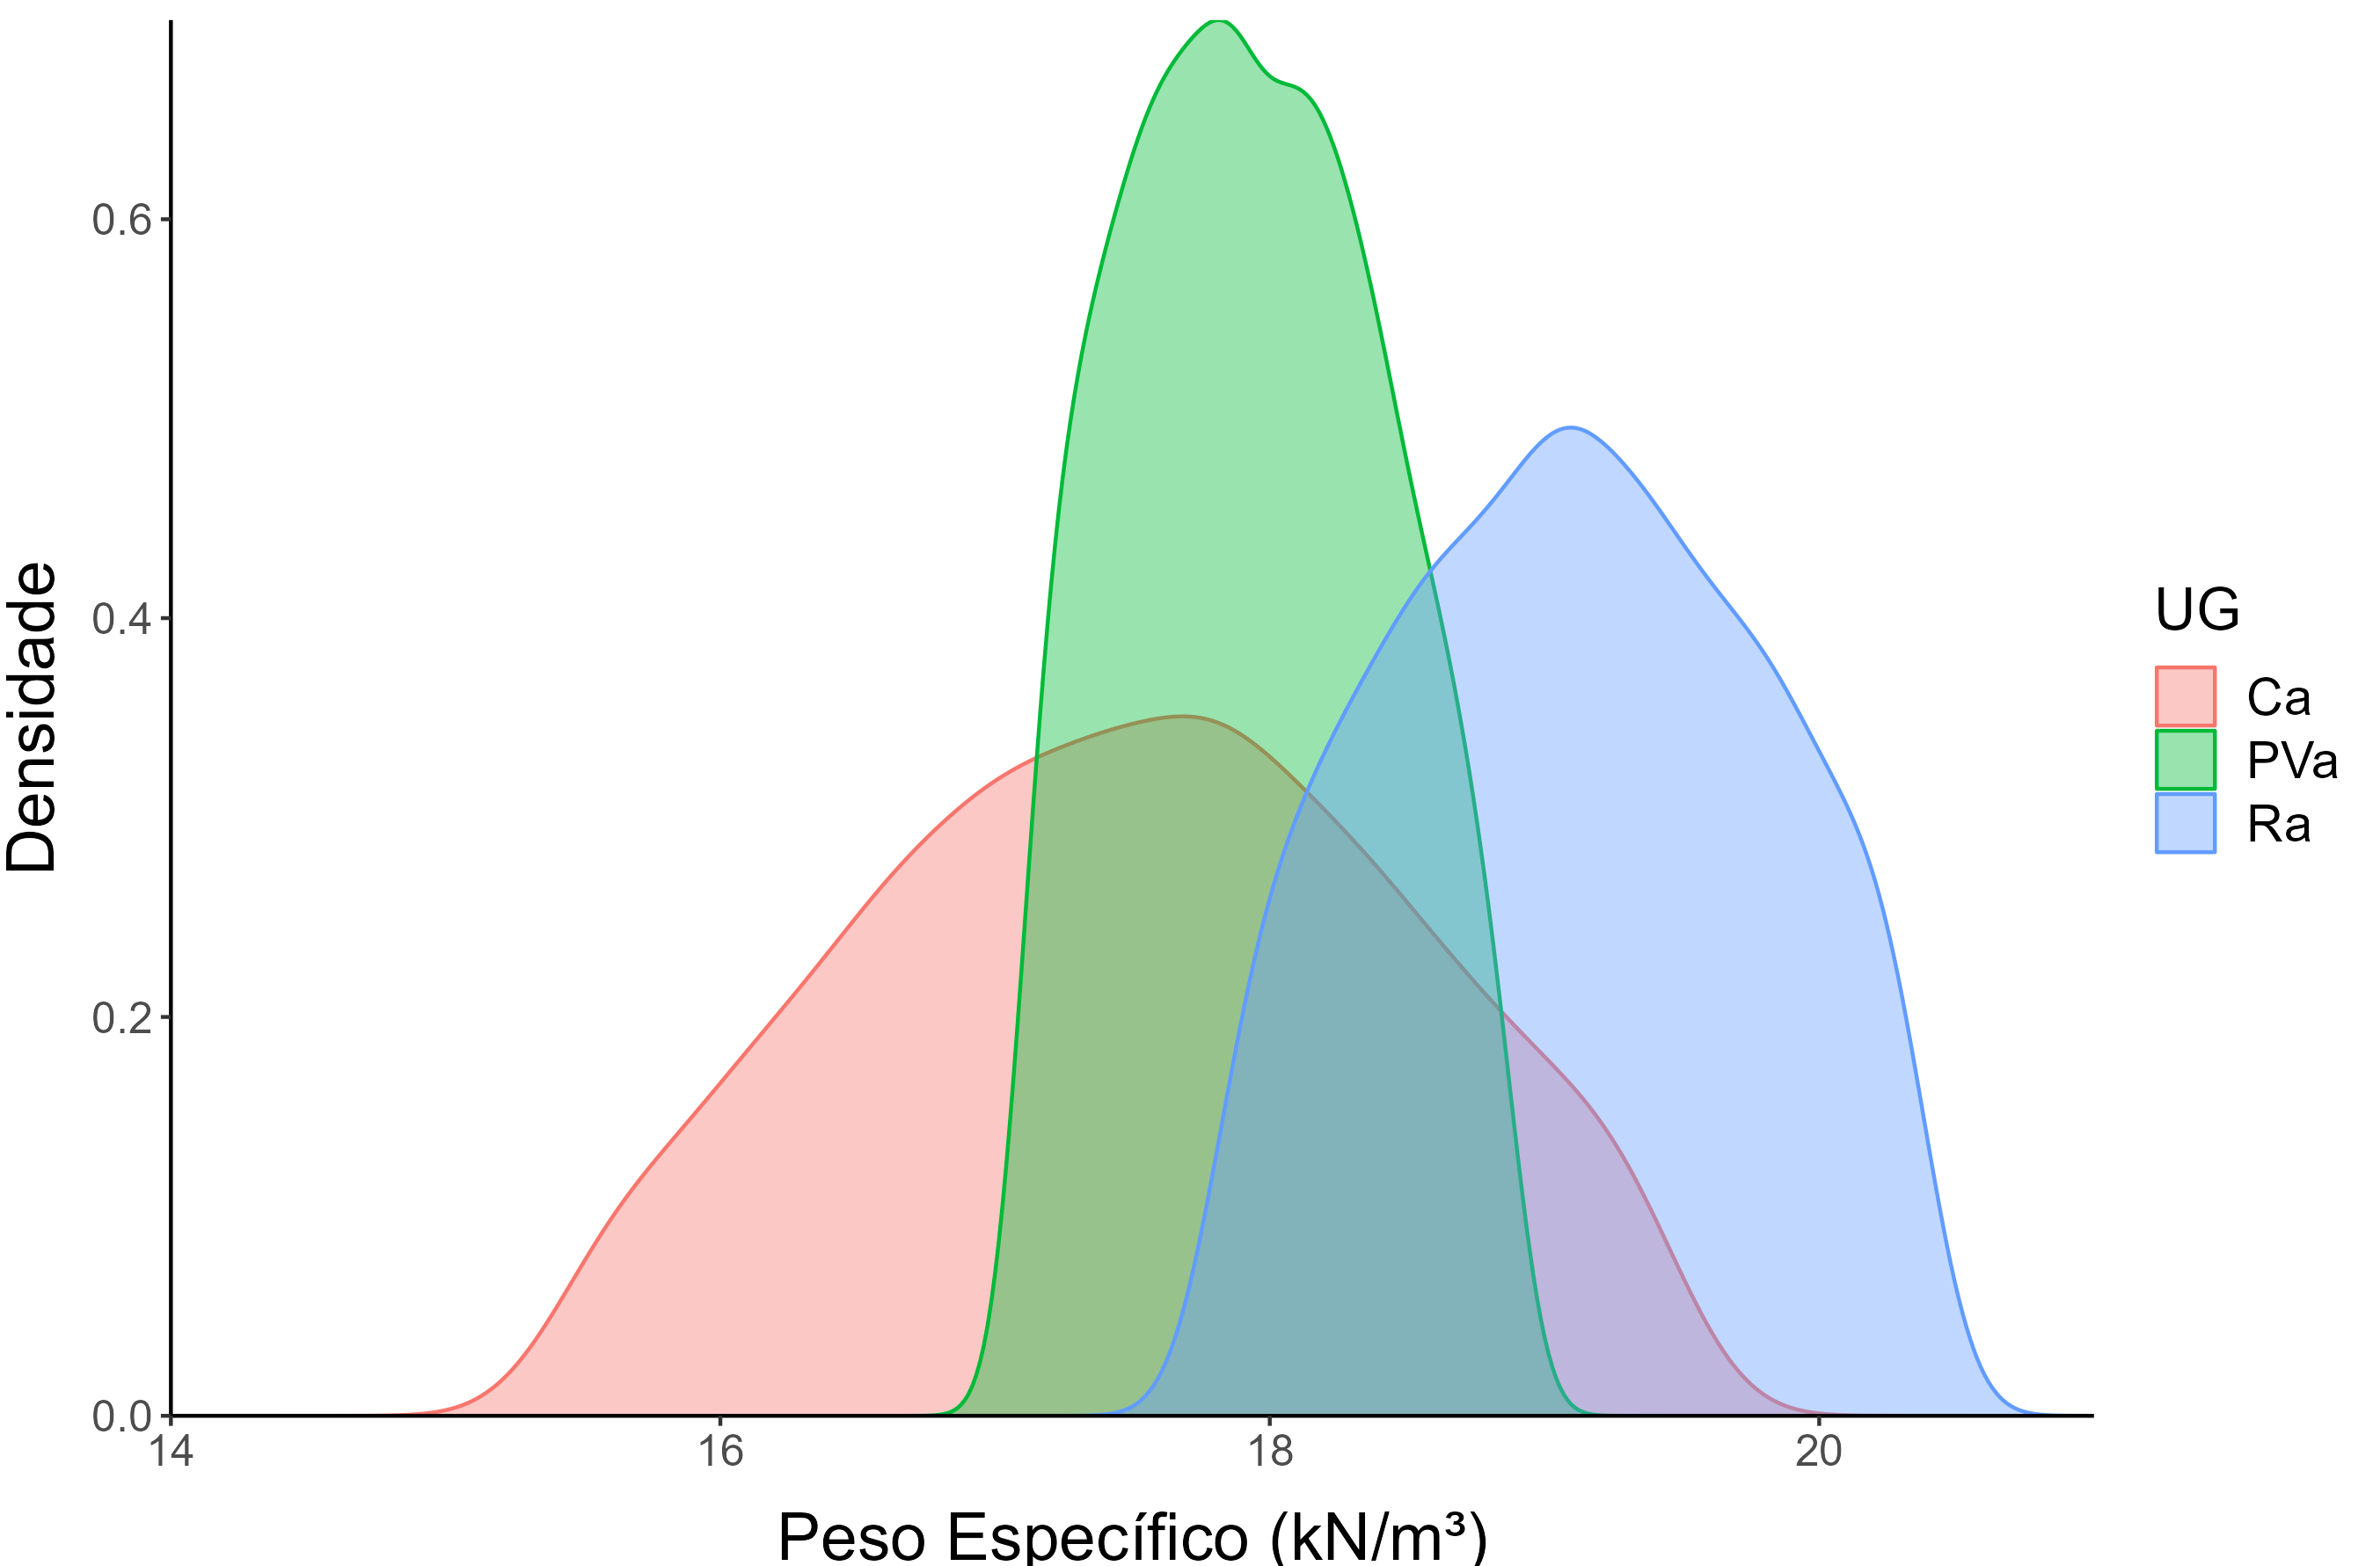 Densidade
0.6
0.4
0.2
0.0
14 16 18 20
Peso Específico (kN/m³)
UG
Ca
PVa
Ra